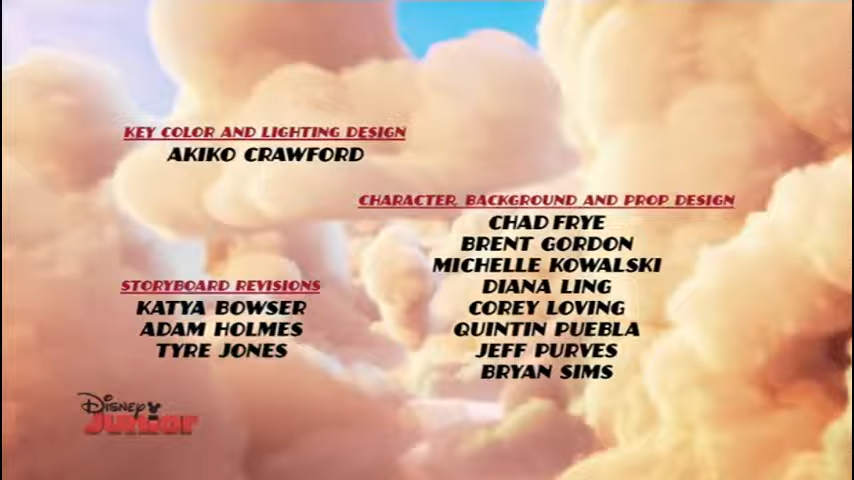 KEY COLOR AND LIGHTING DESIGN
AKIKO CRAWFORD
CHARACTER, BACKGROUND AND PROP DESIGN
CHAD FRYE
BRENT GORDON
MICHELLE KOWALSKI
DIANA LING
COREY LOVING
QUINTIN PUEBLA
JEFF PURVES
BRYAN SIMS
STORYBOARD REVISIONS
KATYA BOWSER
ADAM HOLMES
TYRE JONES
DISNEY
JUNIOR